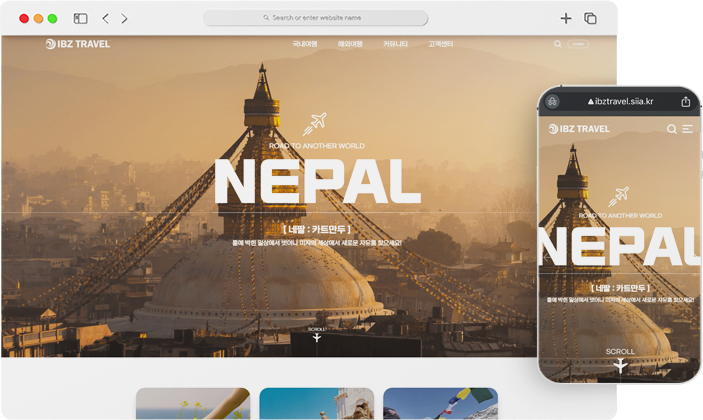 Search or enter website name
IBZ TRAVEL
국내여행 해외여행 커뮤니티 고객센터
ROAD TO ANOTHER WORLD
NEPAL
[ 네팔 : 카트만두 ]
틀에 박힌 일상에서 벗어나 미지의 세상에서 새로운 자유를 찾으세요!
SCROLL
ibztravel.siia.kr
IBZ TRAVEL
ROAD TO ANOTHER WORLD
NEPAL
[ 네팔 : 카트만두 ]
틀에 박힌 일상에서 벗어나 미지의 세상에서 새로운 자유를 찾으세요!
SCROLL